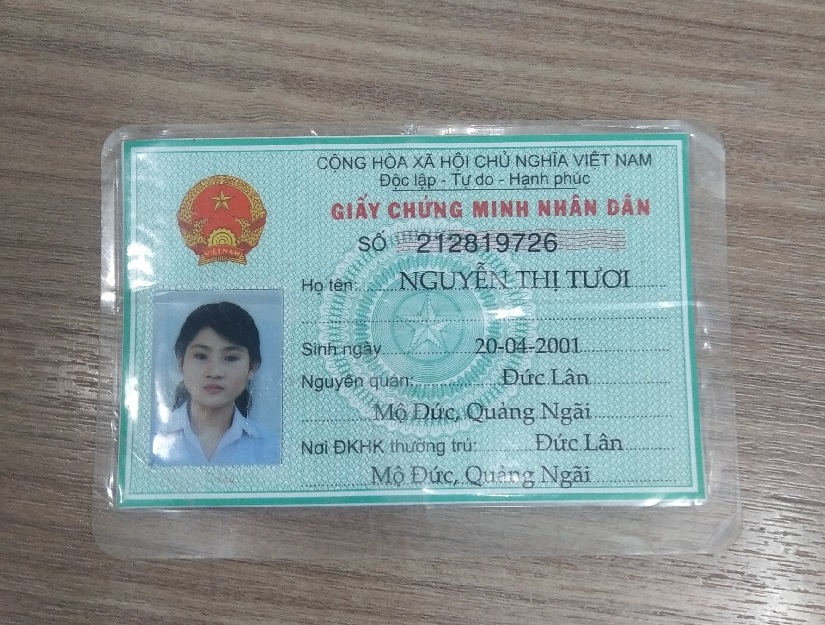 CỘNG HÒA XÃ HỘI CHỦ NGHĨA VIỆT NAM
Độc lập - Tự do - Hạnh phúc
GIẤY CHỨNG MINH NHÂN DÂN
SỐ 212819726
Họ tên: NGUYỄN THỊ TƯƠI
Sinh ngày 20-04-2001
Nguyên quán: Đức Lân
Mộ Đức, Quảng Ngãi
Nơi ĐKHK thường trú: Đức Lân
Mộ Đức, Quảng Ngãi
VIỆT NAM